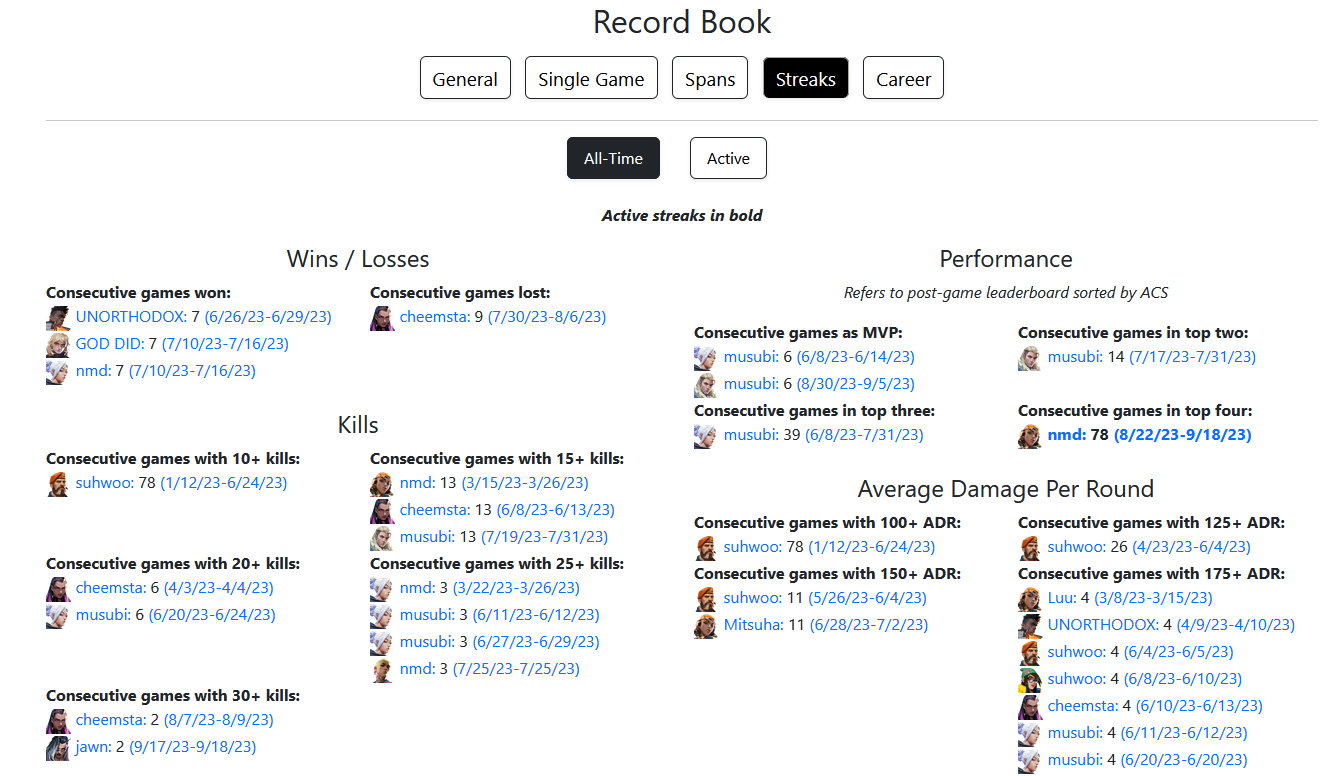 Record Book
General
Single Game
Spans
Streaks
Career
All-Time
Active
Active streaks in bold
Wins / Losses
Consecutive games won:
UNORTHODOX: 7 (6/26/23-6/29/23)
GOD DID: 7 (7/10/23-7/16/23)
nmd: 7 (7/10/23-7/16/23)
Consecutive games lost:
cheemsta: 9 (7/30/23-8/6/23)
Kills
Consecutive games with 10+ kills:
suhwoo: 78 (1/12/23-6/24/23)
Consecutive games with 15+ kills:
nmd: 13 (3/15/23-3/26/23)
cheemsta: 13 (6/8/23-6/13/23)
musubi: 13 (7/19/23-7/31/23)
Consecutive games with 20+ kills:
cheemsta: 6 (4/3/23-4/4/23)
musubi: 6 (6/20/23-6/24/23)
Consecutive games with 25+ kills:
nmd: 3 (3/22/23-3/26/23)
musubi: 3 (6/11/23-6/12/23)
musubi: 3 (6/27/23-6/29/23)
nmd: 3 (7/25/23-7/25/23)
Consecutive games with 30+ kills:
cheemsta: 2 (8/7/23-8/9/23)
jawn: 2 (9/17/23-9/18/23)
Performance
Refers to post-game leaderboard sorted by ACS
Consecutive games as MVP:
musubi: 6 (6/8/23-6/14/23)
musubi: 6 (8/30/23-9/5/23)
Consecutive games in top two:
musubi: 14 (7/17/23-7/31/23)
Consecutive games in top three:
musubi: 39 (6/8/23-7/31/23)
Consecutive games in top four:
nmd: 78 (8/22/23-9/18/23)
Average Damage Per Round
Consecutive games with 100+ ADR:
suhwoo: 78 (1/12/23-6/24/23)
Consecutive games with 125+ ADR:
suhwoo: 26 (4/23/23-6/4/23)
Consecutive games with 150+ ADR:
suhwoo: 11 (5/26/23-6/4/23)
Mitsuha: 11 (6/28/23-7/2/23)
Consecutive games with 175+ ADR:
Luu: 4 (3/8/23-3/15/23)
UNORTHODOX: 4 (4/9/23-4/10/23)
suhwoo: 4 (6/4/23-6/5/23)
suhwoo: 4 (6/8/23-6/10/23)
cheemsta: 4 (6/10/23-6/13/23)
musubi: 4 (6/11/23-6/12/23)
musubi: 4 (6/20/23-6/20/23)